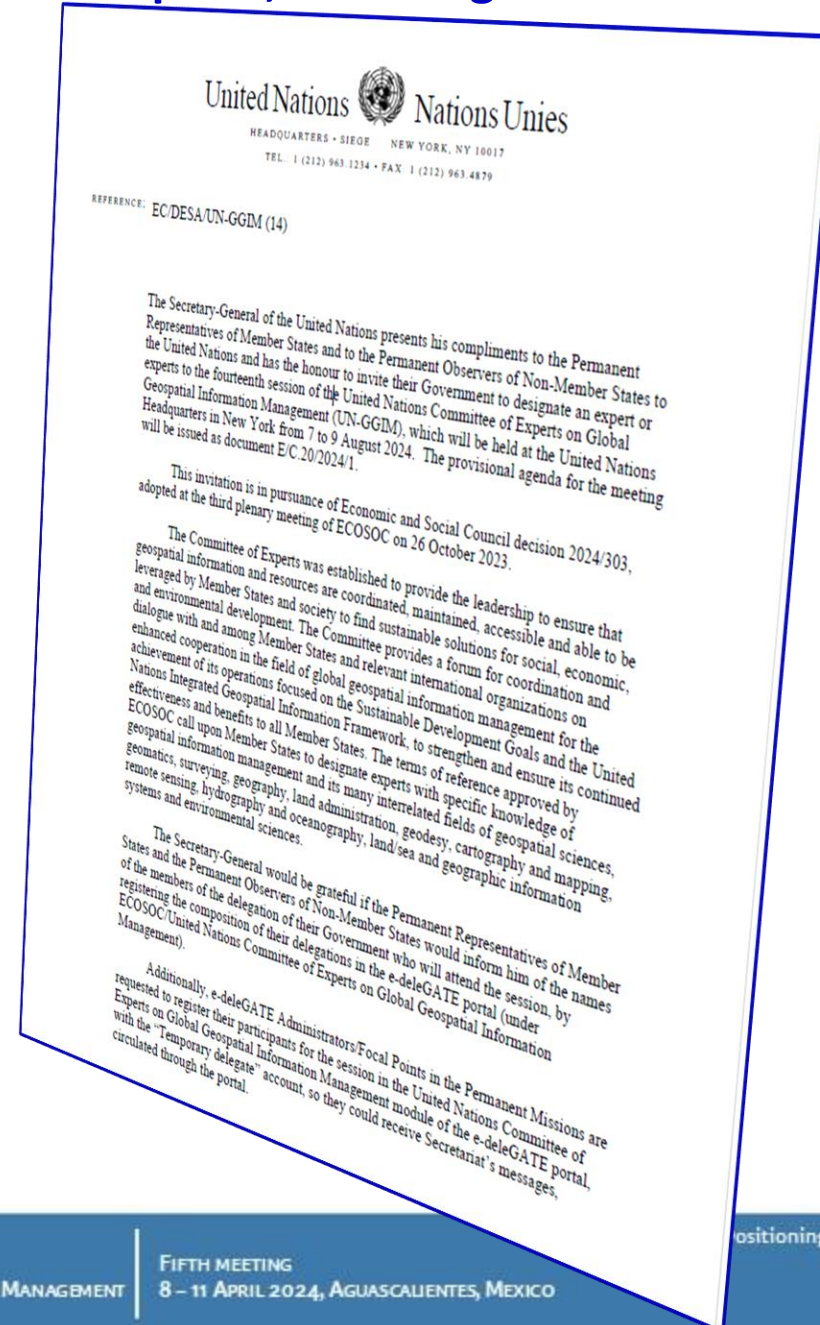 United Nations Nations Unies
HEADQUARTERS • SIEGE NEW YORK, NY 10017
TEL.: 1 (212) 963.1234 • FAX: 1 (212) 963.4879
REFERENCE: EC/DESA/UN-GGIM (14)
The Secretary-General of the United Nations presents his compliments to the Permanent
Representatives of Member States and to the Permanent Observers of Non-Member States to
the United Nations and has the honour to invite their Government to designate an expert or
experts to the fourteenth session of the United Nations Committee of Experts on Global
Geospatial Information Management (UN-GGIM), which will be held at the United Nations
Headquarters in New York from 7 to 9 August 2024. The provisional agenda for the meeting
will be issued as document E/C.20/2024/1.
This invitation is in pursuance of Economic and Social Council decision 2024/303,
adopted at the third plenary meeting of ECOSOC on 26 October 2023.
The Committee of Experts was established to provide the leadership to ensure that
geospatial information and resources are coordinated, maintained, accessible and able to be
leveraged by Member States and society to find sustainable solutions for social, economic,
and environmental development. The Committee provides a forum for coordination and
dialogue with and among Member States and relevant international organizations on
enhanced cooperation in the field of global geospatial information management for the
achievement of its operations focused on the Sustainable Development Goals and the United
Nations Integrated Geospatial Information Framework, to strengthen and ensure its continued
effectiveness and benefits to all Member States. The terms of reference approved by
ECOSOC call upon Member States to designate experts with specific knowledge of
geospatial information management and its many interrelated fields of geospatial sciences,
geomatics, surveying, geography, land administration, geodesy, cartography and mapping,
remote sensing, hydrography and oceanography, land/sea and geographic information
systems and environmental sciences.
The Secretary-General would be grateful if the Permanent Representatives of Member
States and the Permanent Observers of Non-Member States would inform him of the names
of the members of the delegation of their Government who will attend the session, by
registering the composition of their delegations in the e-deleGATE portal (under
ECOSOC/United Nations Committee of Experts on Global Geospatial Information
Management).
Additionally, e-deleGATE Administrators/Focal Points in the Permanent Missions are
requested to register their participants for the session in the United Nations Committee of
Experts on Global Geospatial Information Management module of the e-deleGATE portal,
with the “Temporary delegate” account, so they could receive Secretariat’s messages,
circulated through the portal.
ositioning
FIFTH MEETING
MANAGEMENT 8 – 11 APRIL 2024, AGUASCALIENTES, MEXICO